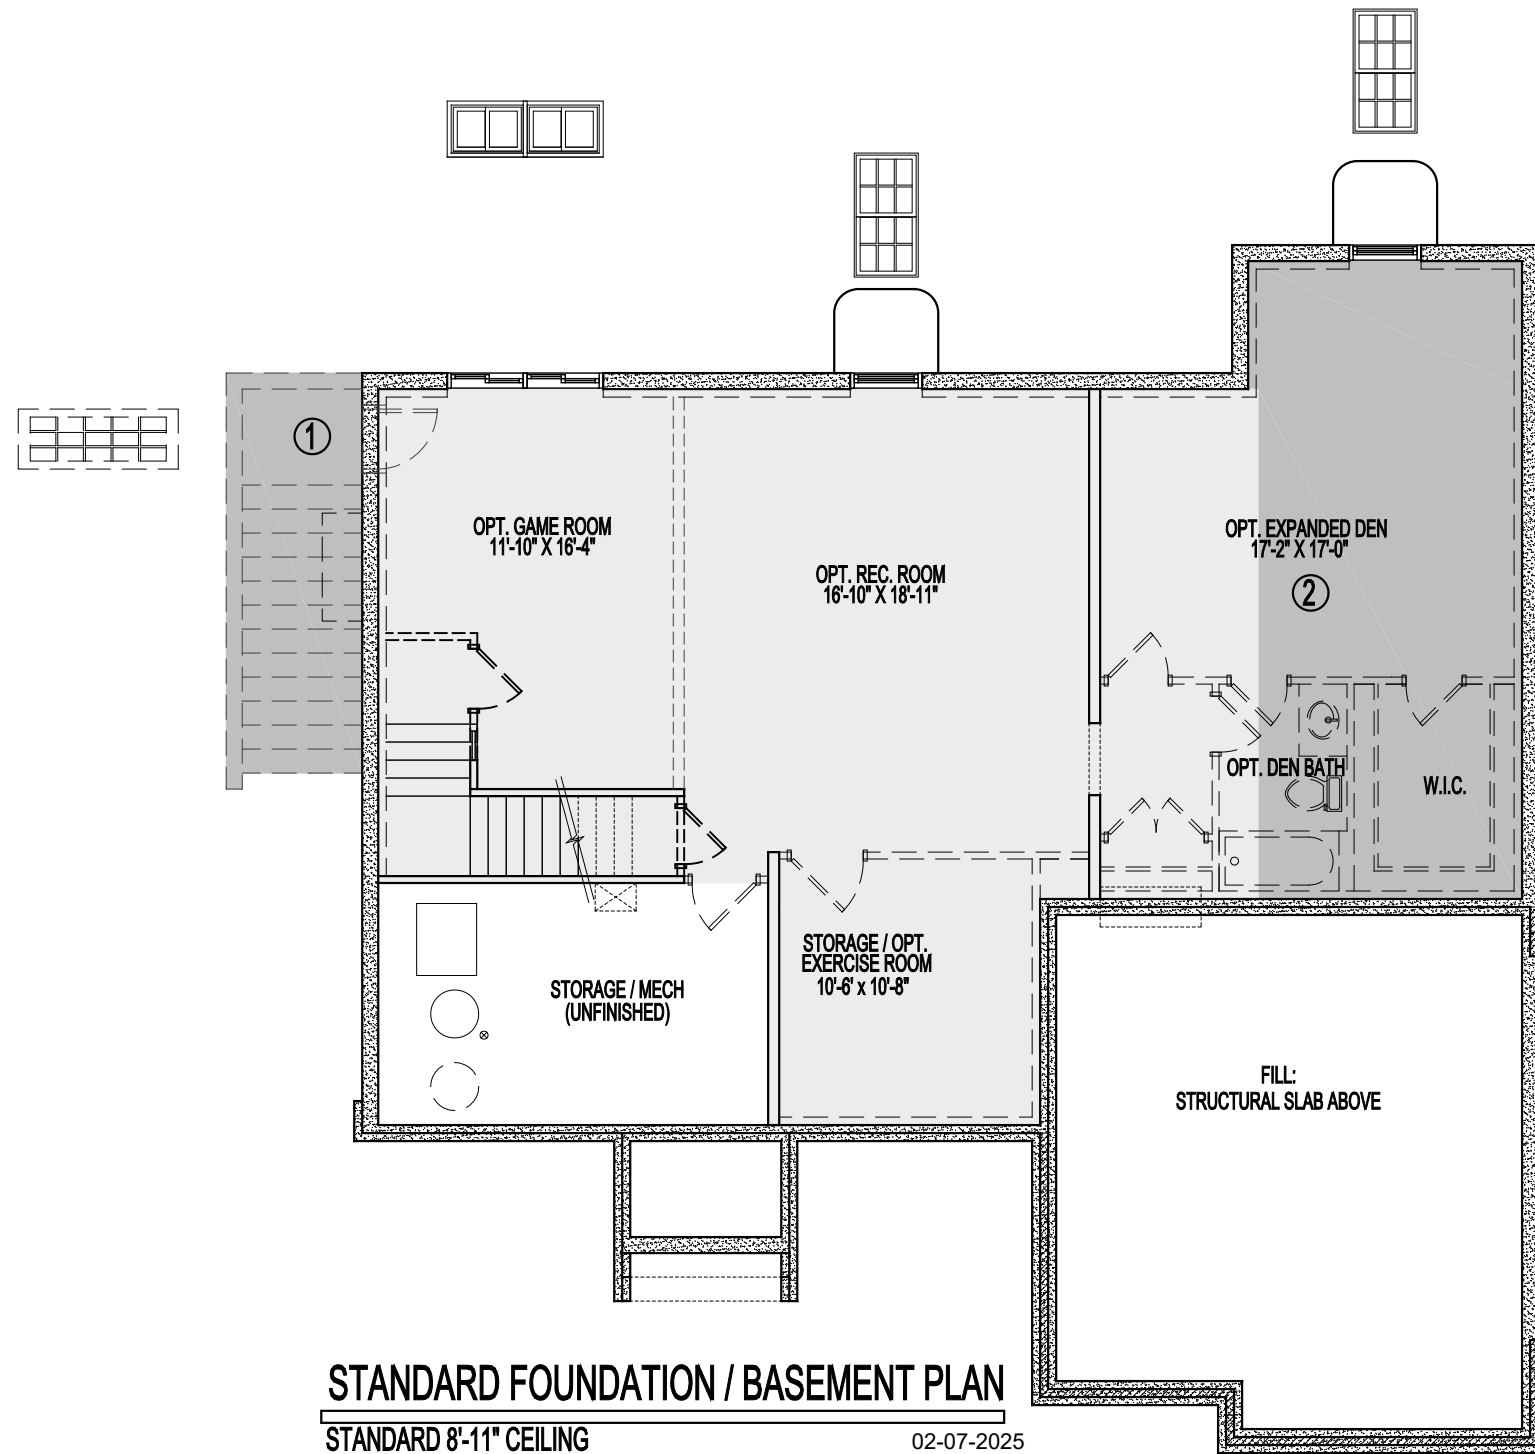 ①
OPT. GAME ROOM
11'-10" X 16'-4"
OPT. REC. ROOM
16'-10" X 18'-11"
OPT. EXPANDED DEN
17'-2" X 17'-0"
②
OPT. DEN BATH
W.I.C.
STORAGE / OPT.
EXERCISE ROOM
10'-6' x 10'-8"
STORAGE / MECH
(UNFINISHED)
FILL:
STRUCTURAL SLAB ABOVE
STANDARD FOUNDATION / BASEMENT PLAN
STANDARD 8'-11" CEILING
02-07-2025